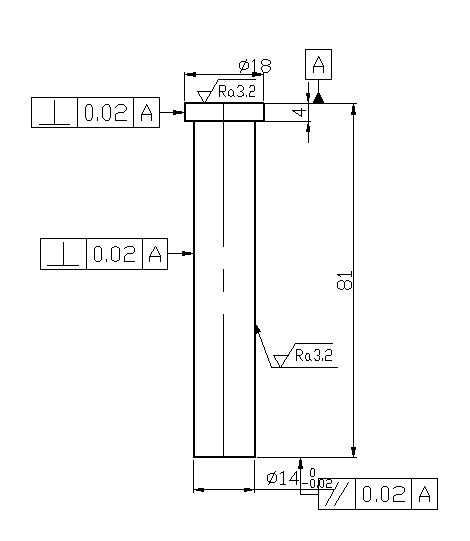 ⌀18
A
Ra3.2
⊥ 0.02 A
4
⊥ 0.02 A
81
Ra3.2
⌀14 0 -0.02
// 0.02 A